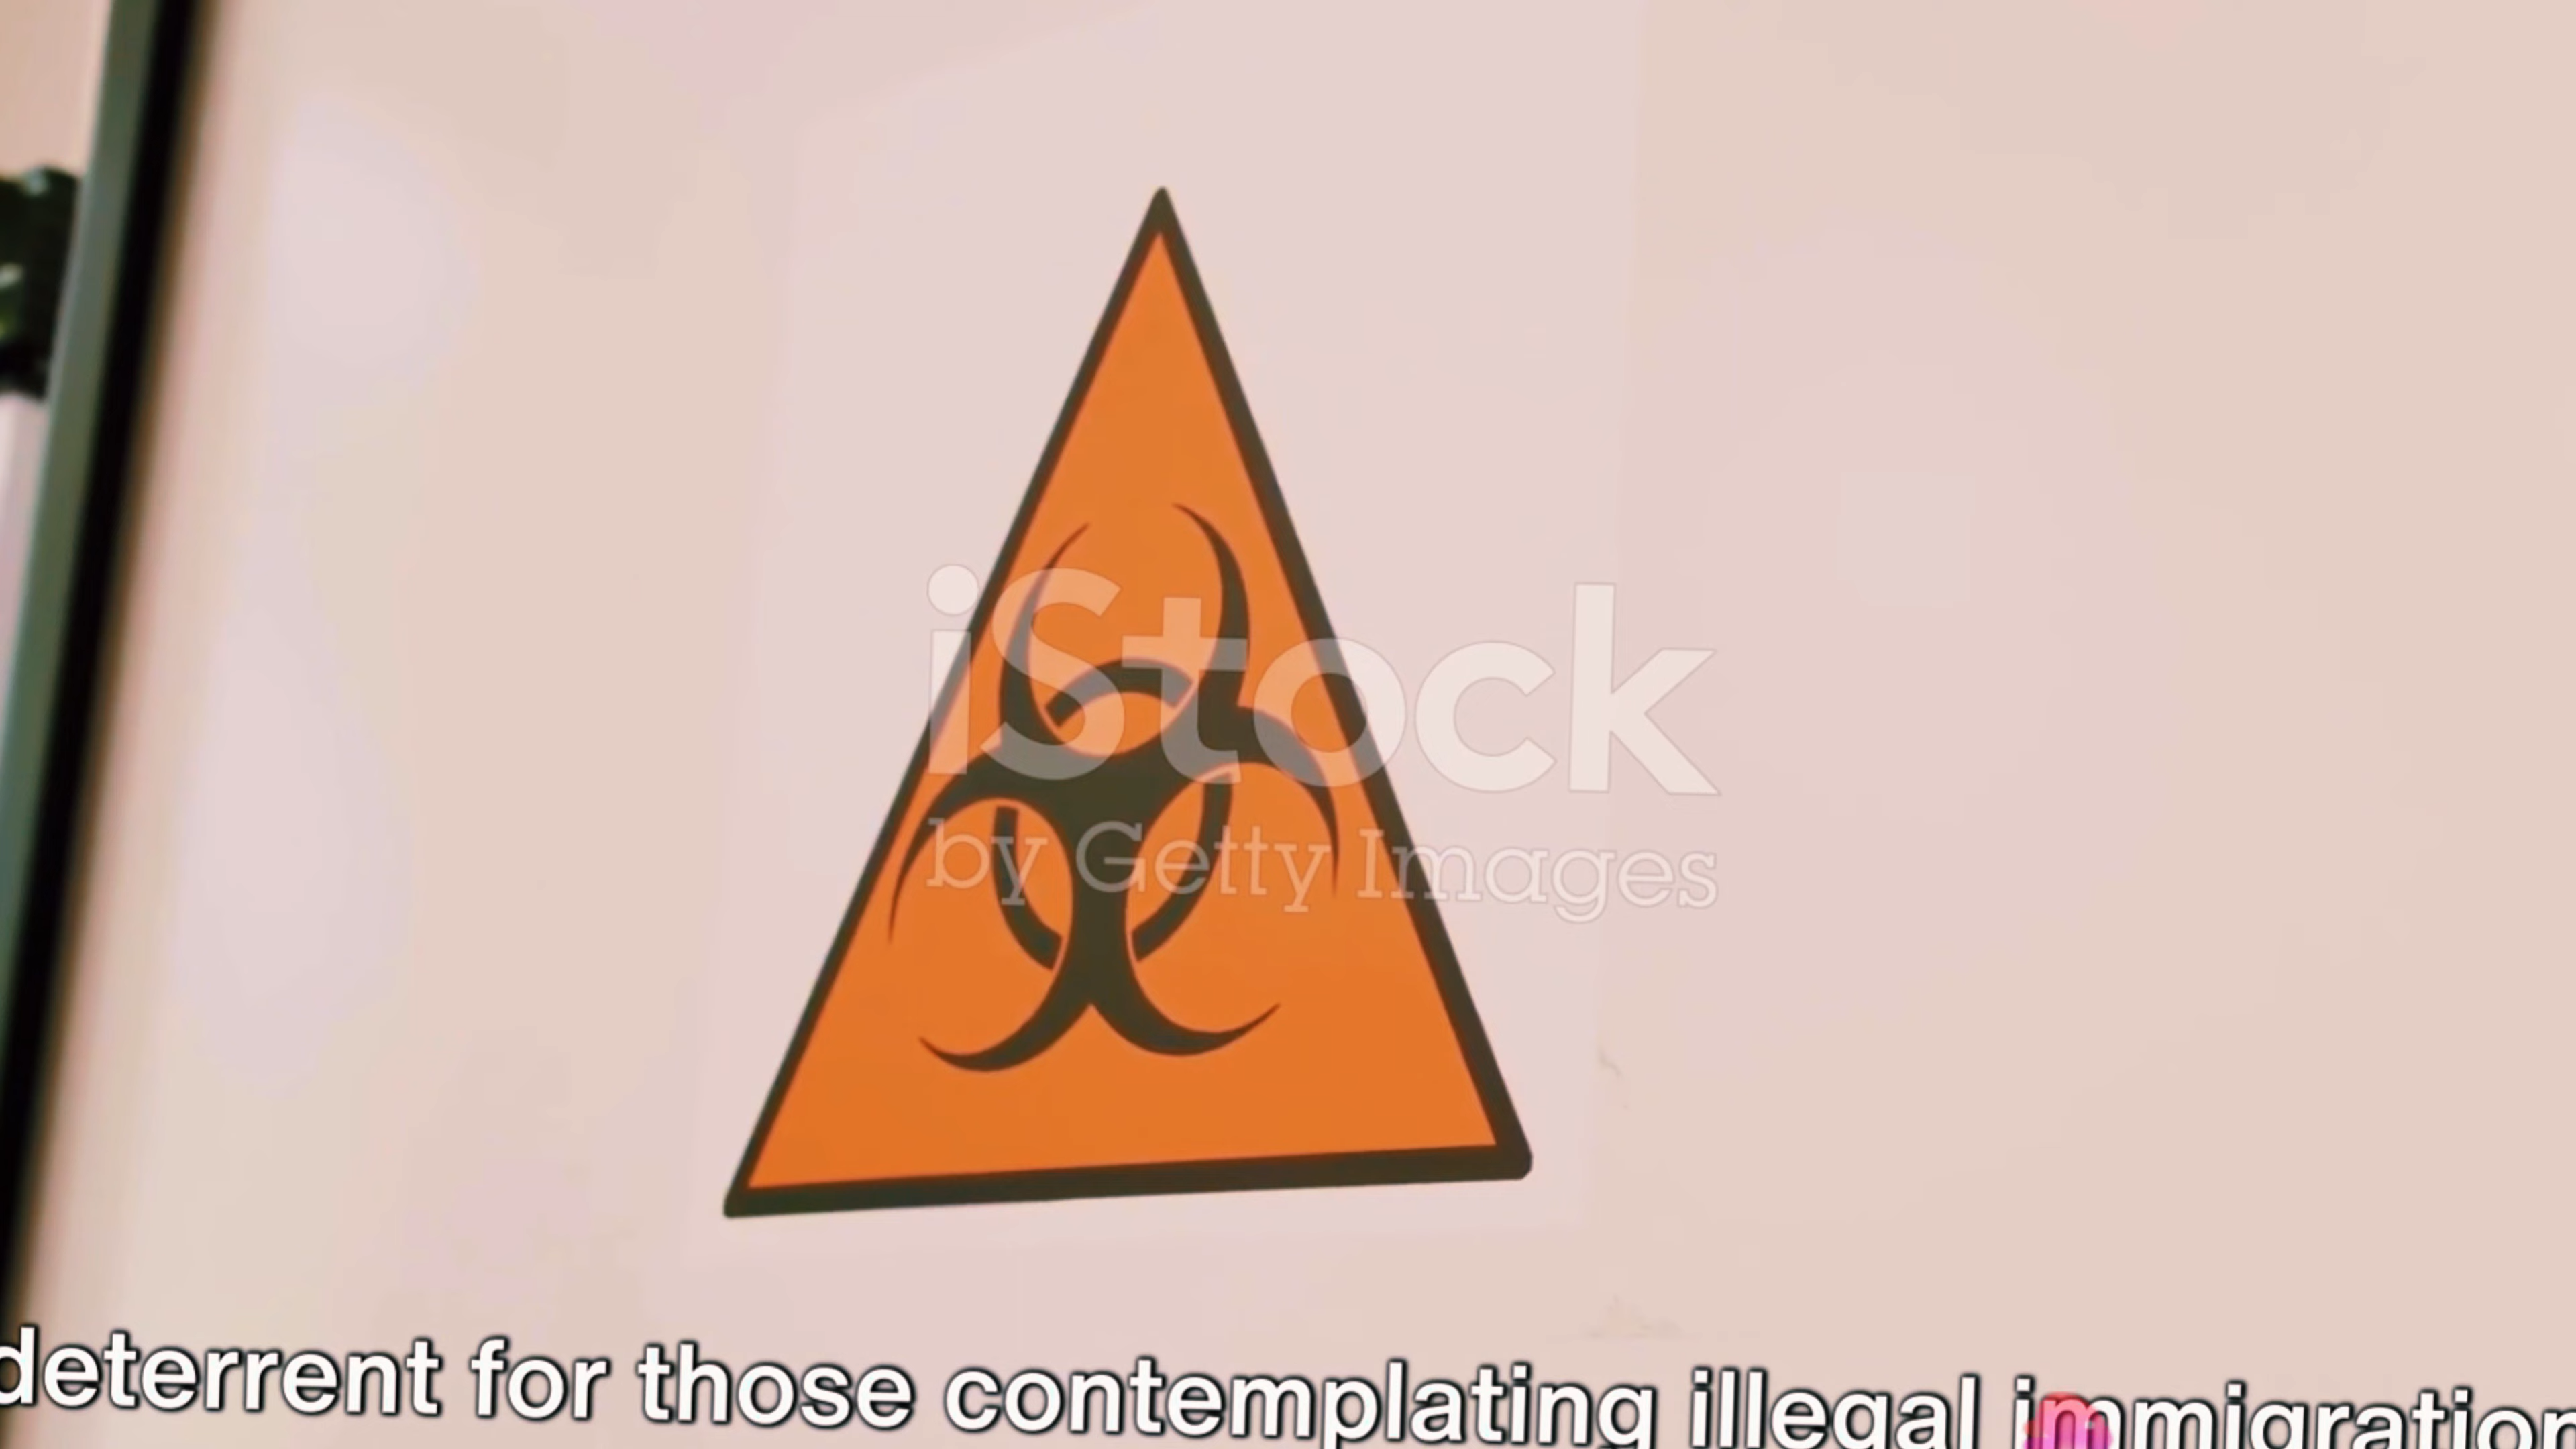 iStock
by Getty Images
deterrent for those contemplating illegal immigration